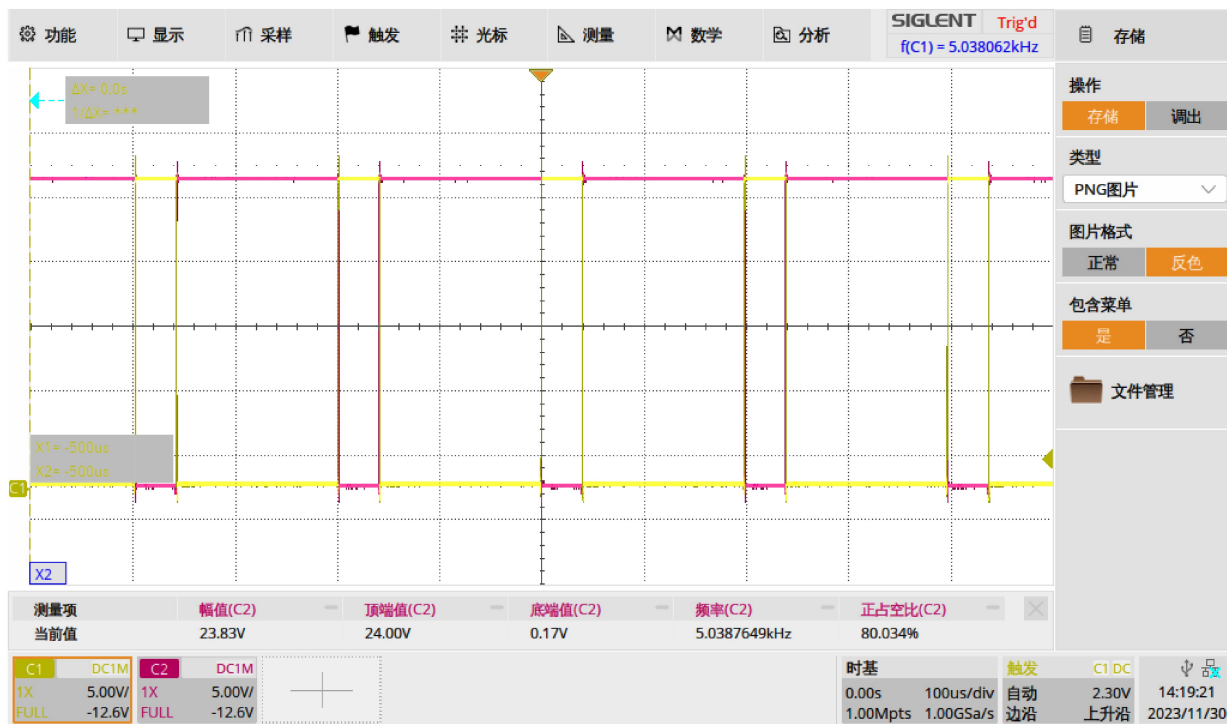 功能 显示 采样 触发 光标 测量 数学 分析 SIGLENT Trig'd
f(C1) = 5.038062kHz
存储
操作
存储 调出
类型
PNG图片
图片格式
正常 反色
包含菜单
是 否
文件管理
ΔX= 0.0s
1/ΔX= ***
X1= -500us
X2= -500us
C1
X2
测量项 幅值(C2) 顶端值(C2) 底端值(C2) 频率(C2) 正占空比(C2)
当前值 23.83V 24.00V 0.17V 5.0387649kHz 80.034%
C1 DC1M C2 DC1M 时基 触发 C1 DC
1X 5.00V/ 1X 5.00V/ 0.00s 100us/div 自动 2.30V 14:19:21
FULL -12.6V FULL -12.6V 1.00Mpts 1.00GSa/s 边沿 上升沿 2023/11/30